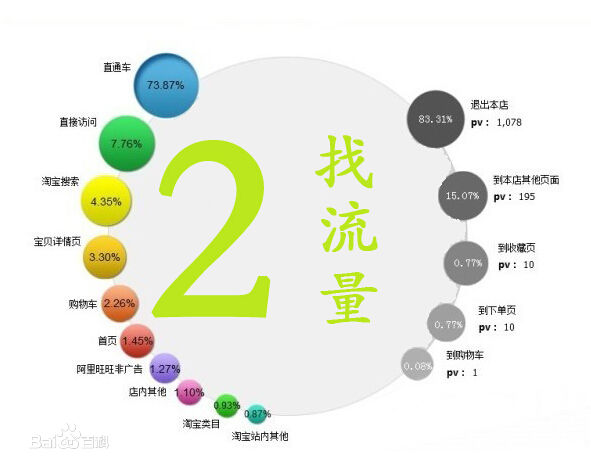 直通车
73.87%
直接访问
7.76%
淘宝搜索
4.35%
宝贝详情页
3.30%
购物车
2.26%
首页
1.45%
阿里旺旺非广告
1.27%
店内其他
1.10%
淘宝类目
0.93%
淘宝站内其他
0.87%
2
找流量
83.31%
退出本店
pv： 1,078
15.07%
到本店其他页面
pv： 195
0.77%
到收藏页
pv： 10
0.77%
到下单页
pv： 10
0.08%
到购物车
pv： 1
Bai百科